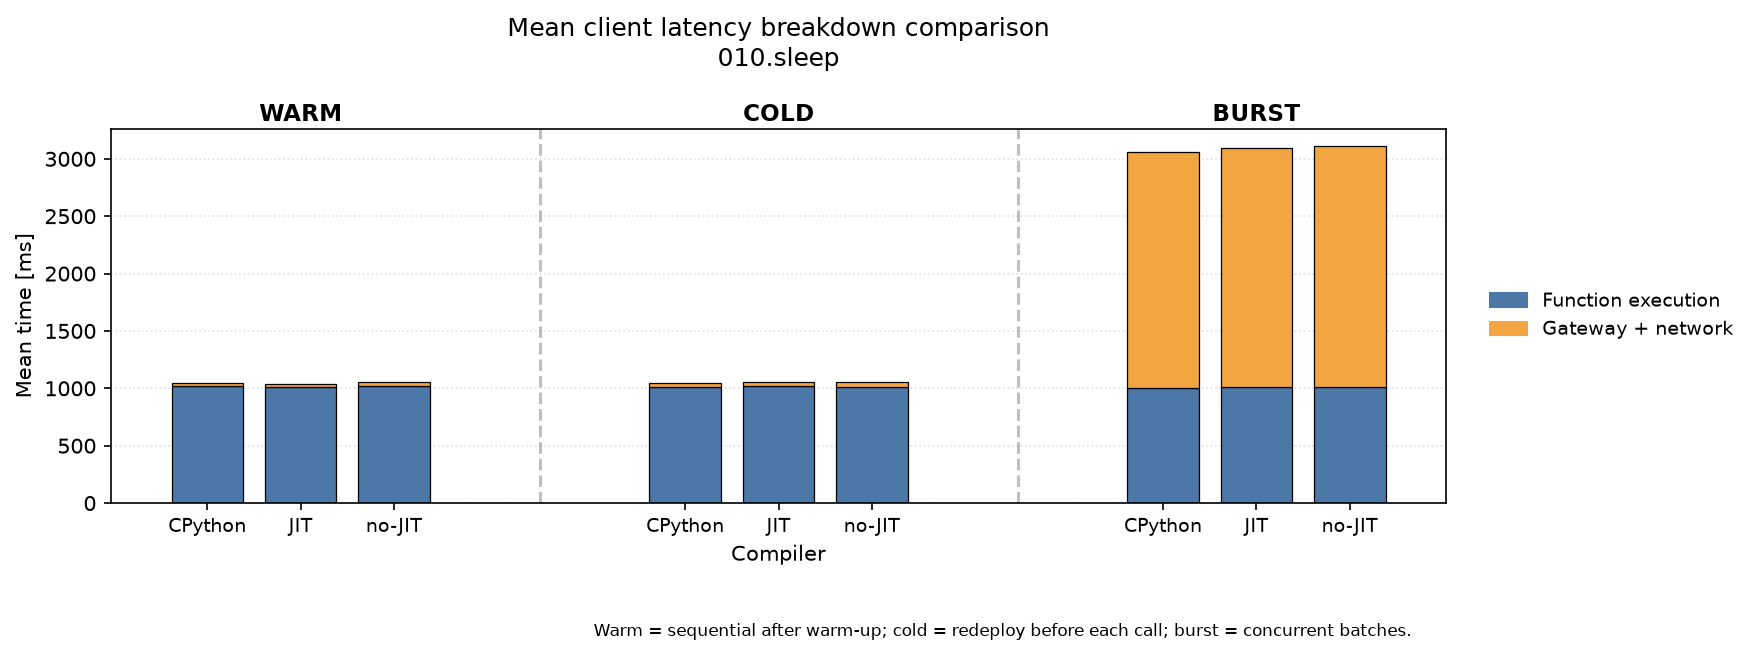 Mean client latency breakdown comparison
010.sleep
WARM
COLD
BURST
Mean time [ms]
3000
2500
2000
1500
1000
500
0
CPython
JIT
no-JIT
CPython
JIT
no-JIT
CPython
JIT
no-JIT
Compiler
Function execution
Gateway + network
Warm = sequential after warm-up; cold = redeploy before each call; burst = concurrent batches.